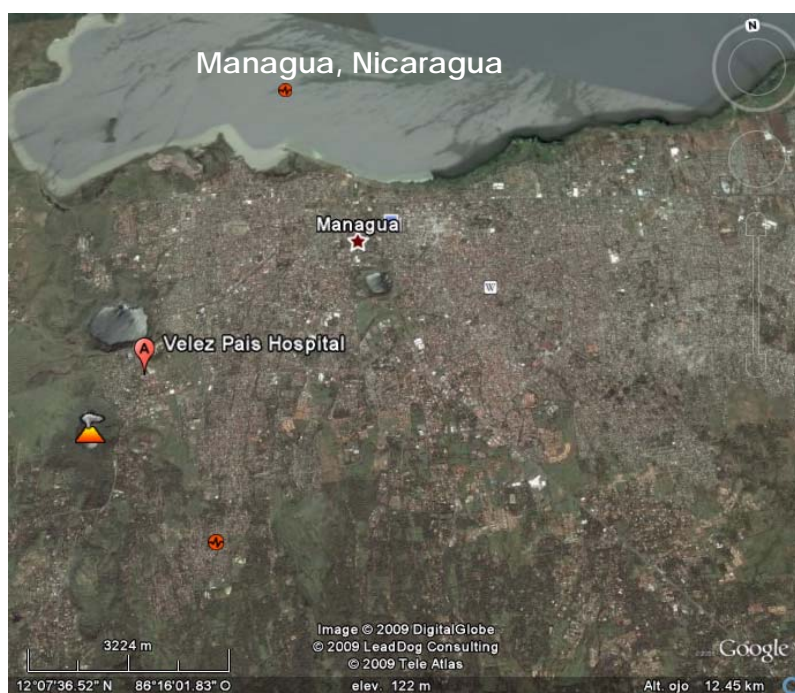 Managua, Nicaragua
N
Managua
W
Velez Pais Hospital
A
3224 m
Image © 2009 DigitalGlobe
© 2009 LeadDog Consulting
© 2009 Tele Atlas
Google
12°07'36.52" N 86°16'01.83" O elev. 122 m Alt. ojo 12.45 km